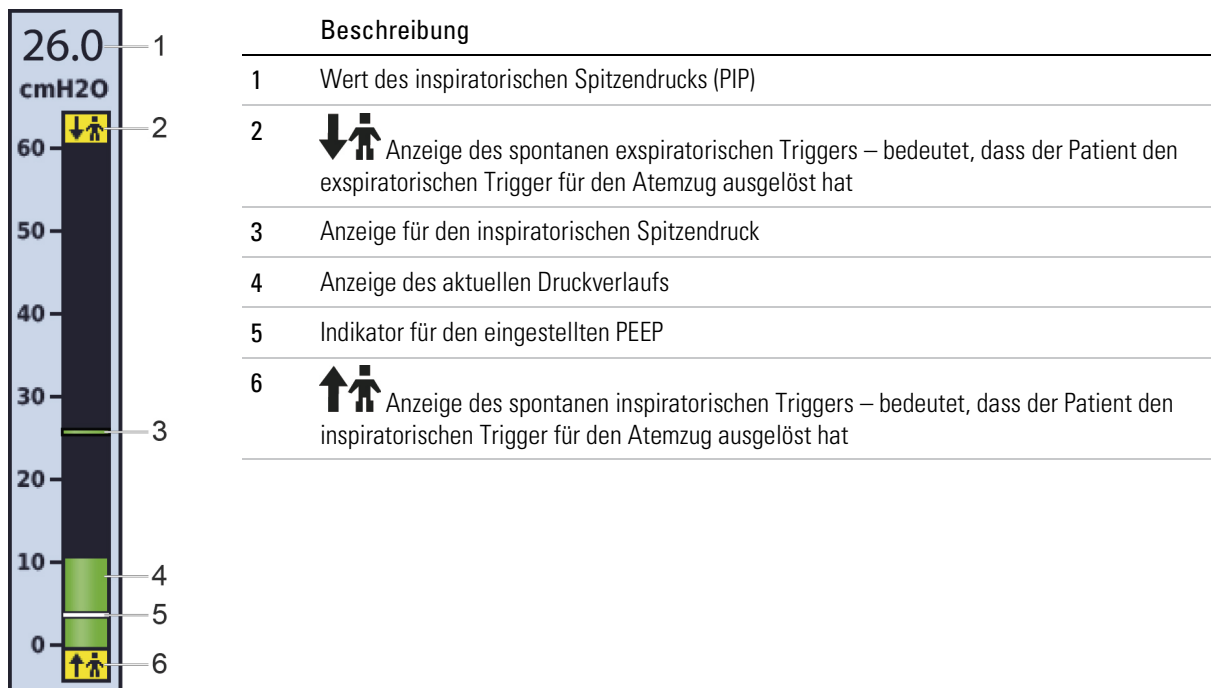 26.0
cmH2O
60
50
40
30
20
10
0
1
2
3
4
5
6
Beschreibung
1 Wert des inspiratorischen Spitzendrucks (PIP)
2 Anzeige des spontanen exspiratorischen Triggers – bedeutet, dass der Patient den
exspiratorischen Trigger für den Atemzug ausgelöst hat
3 Anzeige für den inspiratorischen Spitzendruck
4 Anzeige des aktuellen Druckverlaufs
5 Indikator für den eingestellten PEEP
6 Anzeige des spontanen inspiratorischen Triggers – bedeutet, dass der Patient den
inspiratorischen Trigger für den Atemzug ausgelöst hat